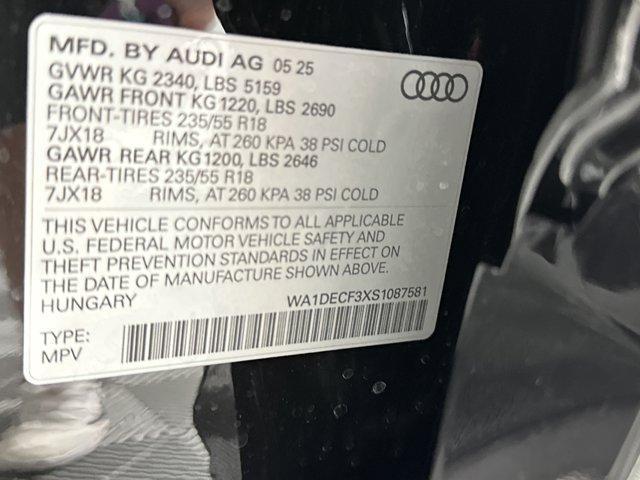 MFD. BY AUDI AG 05 25
GVWR KG 2340, LBS 5159
GAWR FRONT KG 1220, LBS 2690
FRONT-TIRES 235/55 R18
7JX18 RIMS, AT 260 KPA 38 PSI COLD
GAWR REAR KG1200, LBS 2646
REAR-TIRES 235/55 R18
7JX18 RIMS, AT 260 KPA 38 PSI COLD
THIS VEHICLE CONFORMS TO ALL APPLICABLE
U.S. FEDERAL MOTOR VEHICLE SAFETY AND
THEFT PREVENTION STANDARDS IN EFFECT ON
THE DATE OF MANUFACTURE SHOWN ABOVE.
HUNGARY WA1DECF3XS1087581
TYPE:
MPV